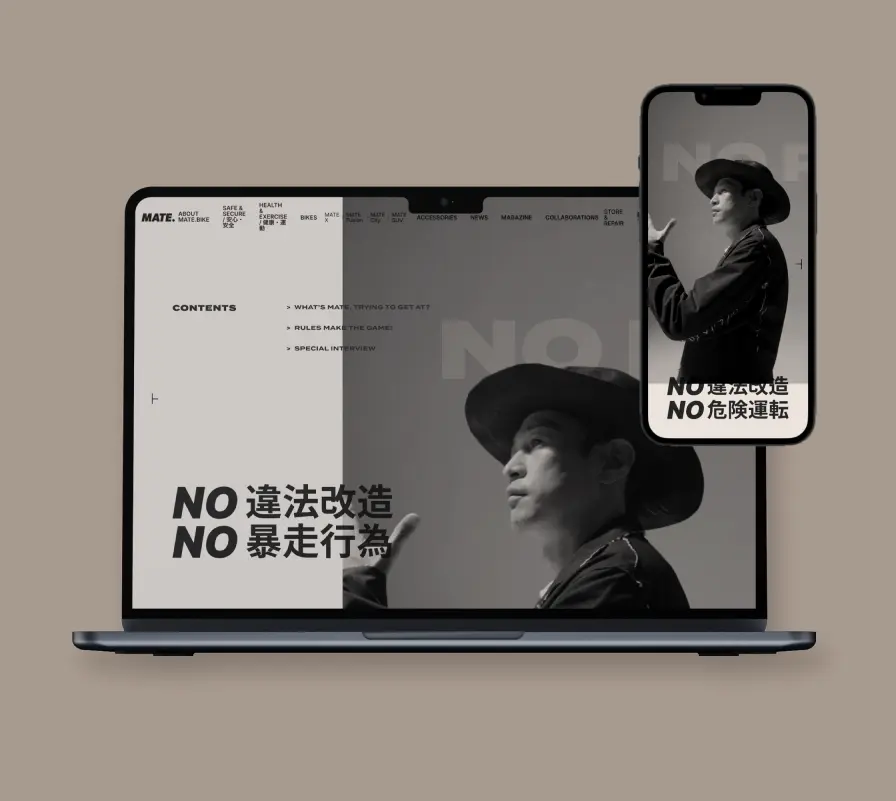 MATE.
ABOUT
MATE.BIKE
SAFE &
SECURE
/ 安心・
安全
HEALTH
&
EXERCISE
/ 健康・運
動
BIKES
MATE
X
MATE
Fusion
MATE
City
MATE
SUV
ACCESSORIES
NEWS
MAGAZINE
COLLABORATIONS
STORE
&
REPAIR
CONTENTS
> WHAT'S MATE. TRYING TO GET ATT
> RULES MAKE THE GAME!
> SPECIAL INTERVIEW
NO
NO 違法改造
NO 暴走行為
NO
NO 違法改造
NO 危険運転